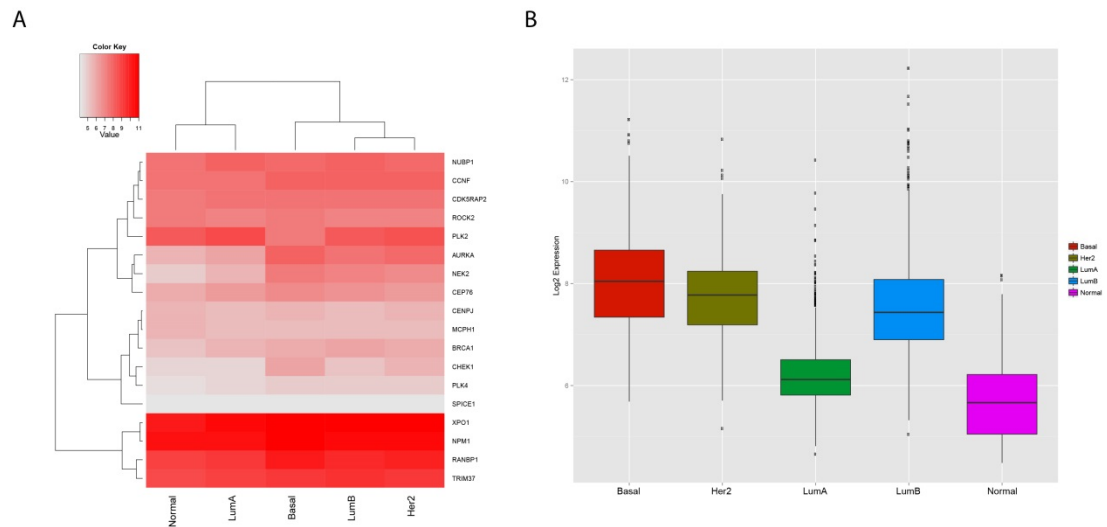 A
B
Color Key
5 6 7 8 9 11
Value
NUBP1
CCNF
CDK5RAP2
ROCK2
PLK2
AURKA
NEK2
CEP76
CENPJ
MCPH1
BRCA1
CHEK1
PLK4
SPICE1
XPO1
NPM1
RANBP1
TRIM37
Normal
LumA
Basal
LumB
Her2
12
10
8
6
Log2 Expression
Basal
Her2
LumA
LumB
Normal
Basal
Her2
LumA
LumB
Normal